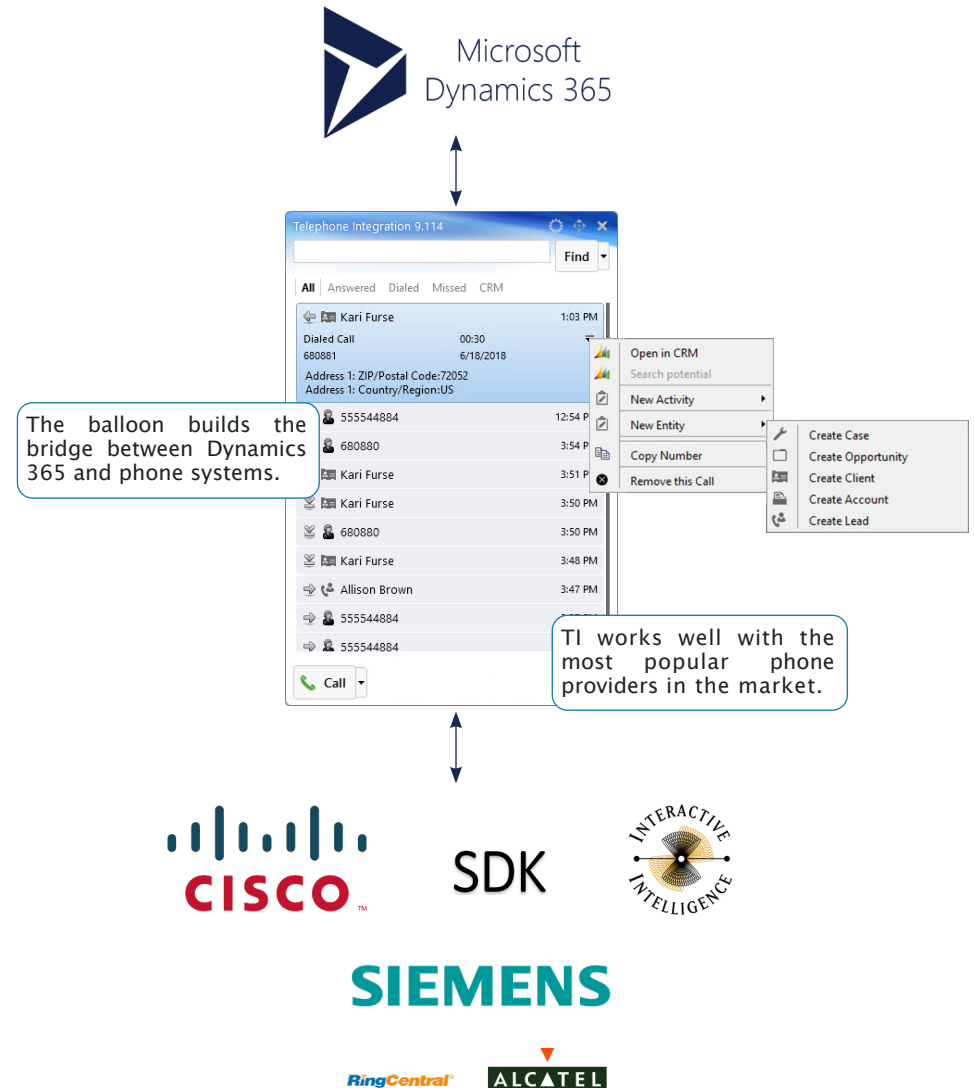 Microsoft
Dynamics 365
Telephone Integration 9.114
Find
All Answered Dialed Missed CRM
Kari Furse 1:03 PM
Dialed Call 00:30
680881 6/18/2018
Address 1: ZIP/Postal Code:72052
Address 1: Country/Region:US
Open in CRM
Search potential
New Activity
New Entity
Copy Number
Remove this Call
Create Case
Create Opportunity
Create Client
Create Account
Create Lead
The balloon builds the
bridge between Dynamics
365 and phone systems.
555544884 12:54 P
680880 3:54 P
Kari Furse 3:51 P
Kari Furse 3:50 PM
680880 3:50 PM
Kari Furse 3:48 PM
Allison Brown 3:47 PM
555544884
555544884
TI works well with the
most popular phone
providers in the market.
Call
CISCO TM
SDK
INTERACTIVE
INTELLIGENCE
SIEMENS
RingCentral
ALCATEL